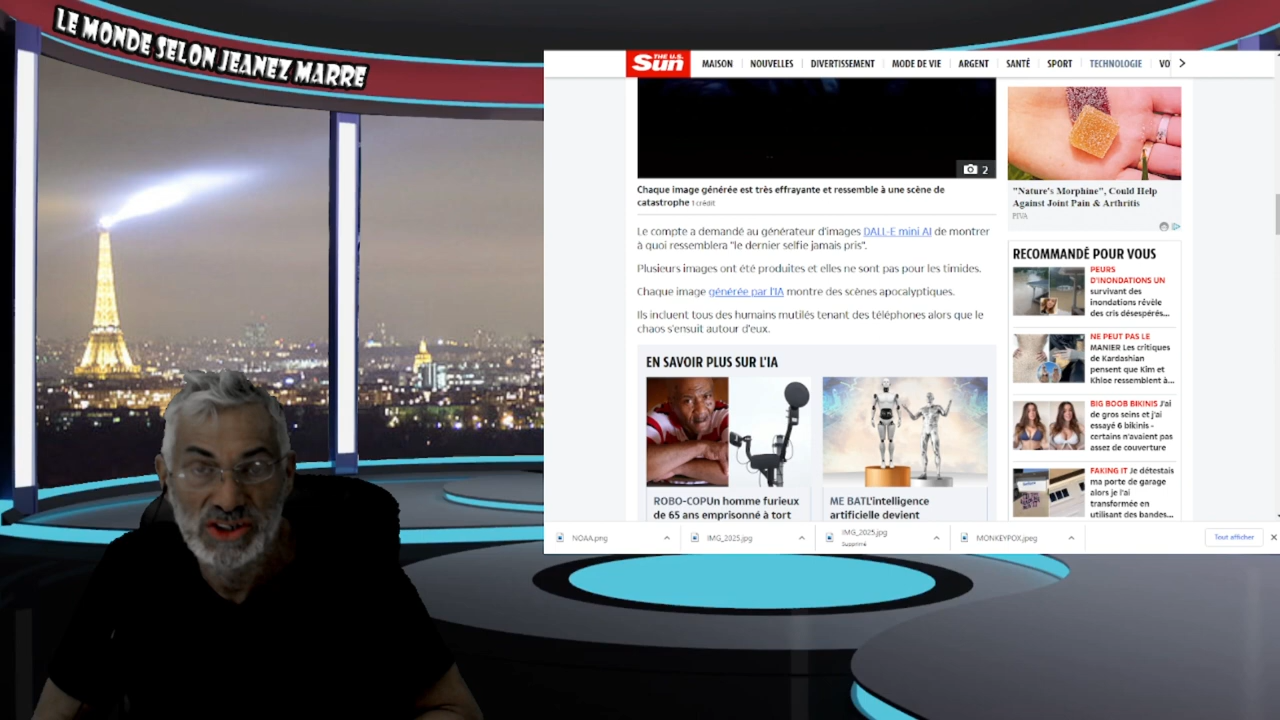 LE MONDE SELON JEANEZ MARRE
THE U.S. Sun
MAISON NOUVELLES DIVERTISSEMENT MODE DE VIE ARGENT SANTÉ SPORT TECHNOLOGIE VO
2
Chaque image générée est très effrayante et ressemble à une scène de
catastrophe 1 crédit
Le compte a demandé au générateur d'images DALL-E mini AI de montrer
à quoi ressemblera "le dernier selfie jamais pris".
Plusieurs images ont été produites et elles ne sont pas pour les timides.
Chaque image générée par l'IA montre des scènes apocalyptiques.
Ils incluent tous des humains mutilés tenant des téléphones alors que le
chaos s'ensuit autour d'eux.
EN SAVOIR PLUS SUR L'IA
ROBO-COPUn homme furieux
de 65 ans emprisonné à tort
ME BATL'intelligence
artificielle devient
"Nature's Morphine", Could Help
Against Joint Pain & Arthritis
PIVA
RECOMMANDÉ POUR VOUS
PEURS
D'INONDATIONS UN
survivant des
inondations révèle
des cris désespérés...
NE PEUT PAS LE
MANIER Les critiques
de Kardashian
pensent que Kim et
Khloe ressemblent à...
BIG BOOB BIKINIS J'ai
de gros seins et j'ai
essayé 6 bikinis -
certains n'avaient pas
assez de couverture
FAKING IT Je détestais
ma porte de garage
alors je l'ai
transformée en
utilisant des bandes...
NOAA.png
IMG_2025.jpg
IMG_2025.jpg
Supprimé
MONKEYPOX.jpeg
Tout afficher